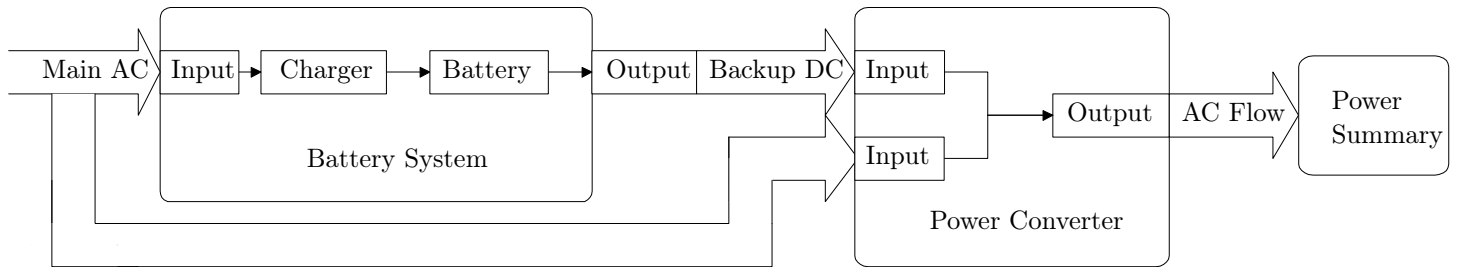 Main AC
Input
Charger
Battery
Output
Backup DC
Input
Battery System
Input
Output
AC Flow
Power
Summary
Power Converter